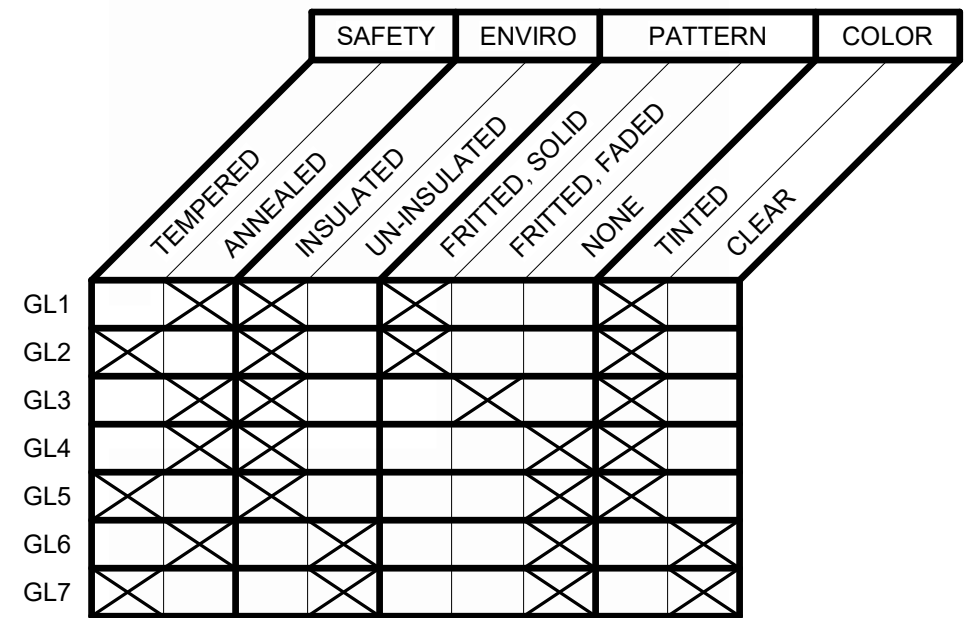 SAFETY ENVIRO PATTERN COLOR
TEMPERED
ANNEALED
INSULATED
UN-INSULATED
FRITTED, SOLID
FRITTED, FADED
NONE
TINTED
CLEAR
GL1
GL2
GL3
GL4
GL5
GL6
GL7